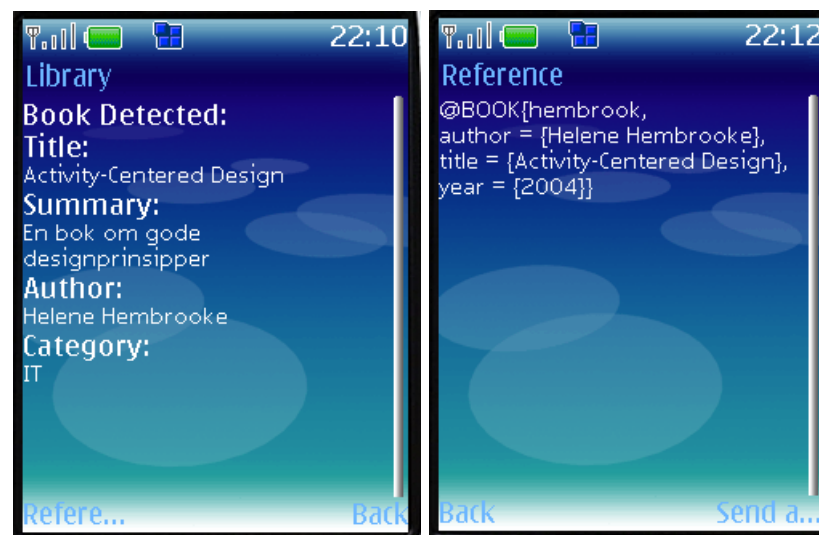 22:10
Library
Book Detected:
Title:
Activity-Centered Design
Summary:
En bok om gode
designprinsipper
Author:
Helene Hembrooke
Category:
IT
Refere...
Back
22:12
Reference
@BOOK{hembrook,
author = {Helene Hembrooke},
title = {Activity-Centered Design},
year = {2004}}
Back
Send a...